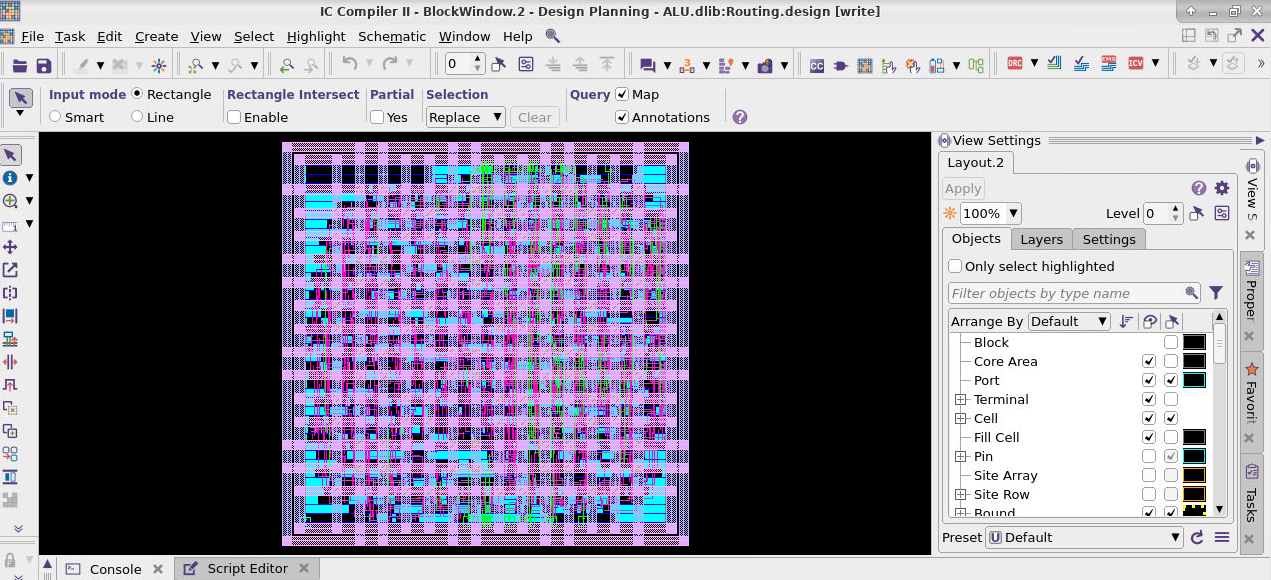 IC Compiler II - BlockWindow.2 - Design Planning - ALU.dlib:Routing.design [write]
File Task Edit Create View Select Highlight Schematic Window Help
0 CC DRC EMS ICV »
Input mode Rectangle Rectangle Intersect Partial Selection Query Map
Smart Line Enable Yes Replace Clear Annotations
View Settings
Layout.2
Apply
100% Level 0
Objects Layers Settings
Only select highlighted
Filter objects by type name
Arrange By Default
Block
Core Area
Port
Terminal
Cell
Fill Cell
Pin
Site Array
Site Row
Bound
Preset Default
View S
Proper
Favorit
Tasks
Console Script Editor